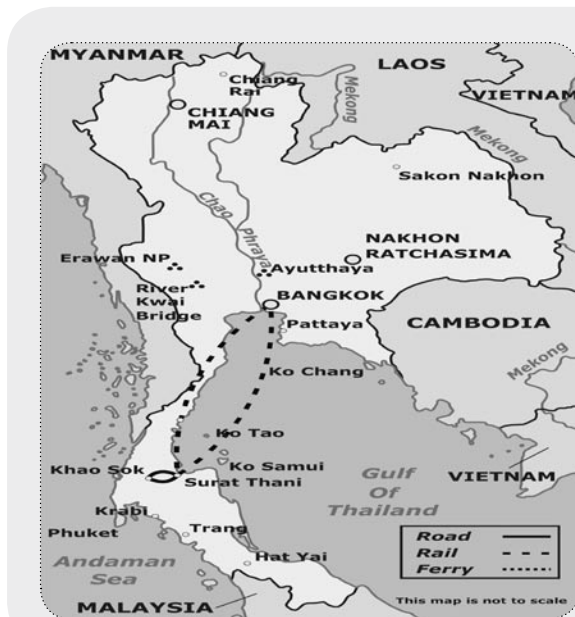 MYANMAR
LAOS
Chiang
Rai
Mekong
VIETNAM
CHIANG
MAI
Mekong
Sakon Nakhon
Chao
Phraya
NAKHON
RATCHASIMA
Erawan NP
Ayutthaya
River
Kwai
Bridge
BANGKOK
Pattaya
CAMBODIA
Mekong
Ko Chang
Ko Tao
Khao Sok
Ko Samui
Surat Thani
Gulf
Of
Thailand
VIETNAM
Krabi
Phuket
Trang
Road
Rail
Ferry
Hat Yai
Andaman
Sea
MALAYSIA
This map is not to scale